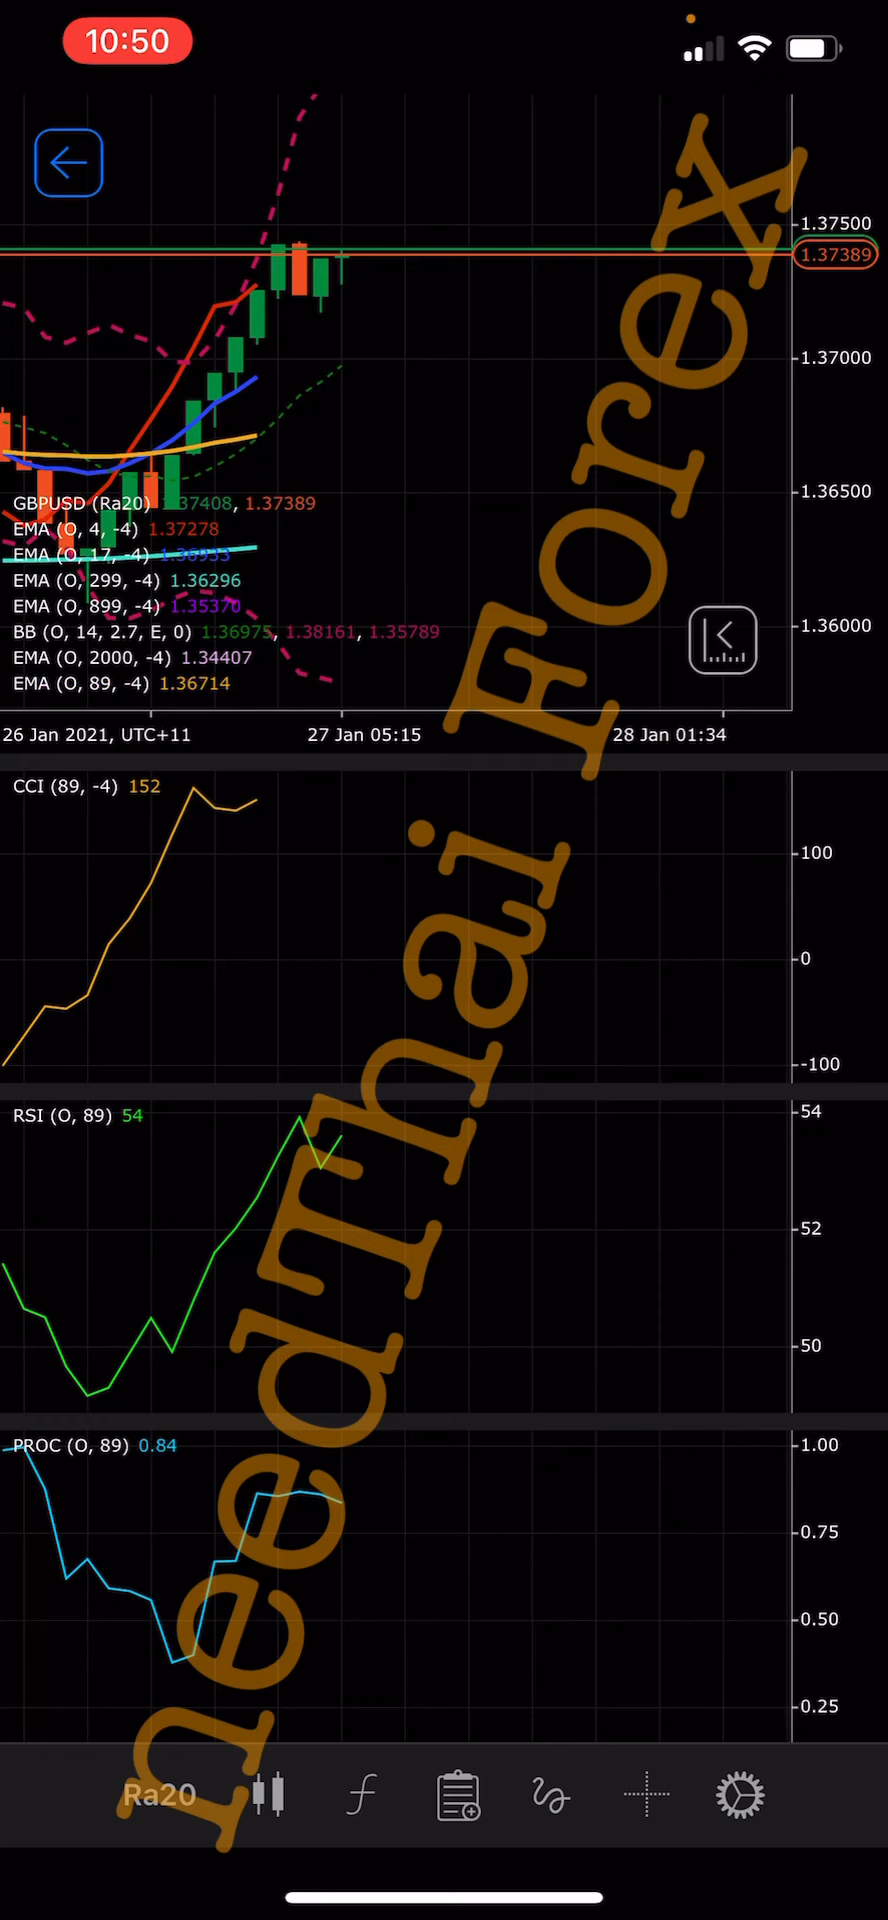 10:50
1.37500
1.37389
1.37000
1.36500
1.36000
GBPUSD (Ra20) 1.37408, 1.37389
EMA (O, 4, -4) 1.37278
EMA (O, 17, -4) 1.36933
EMA (O, 299, -4) 1.36296
EMA (O, 899, -4) 1.35370
BB (O, 14, 2.7, E, 0) 1.36975, 1.38161, 1.35789
EMA (O, 2000, -4) 1.34407
EMA (O, 89, -4) 1.36714
26 Jan 2021, UTC+11 27 Jan 05:15 28 Jan 01:34
CCI (89, -4) 152
100
0
-100
RSI (O, 89) 54
54
52
50
PROC (O, 89) 0.84
1.00
0.75
0.50
0.25
Ra20
needThai Forex